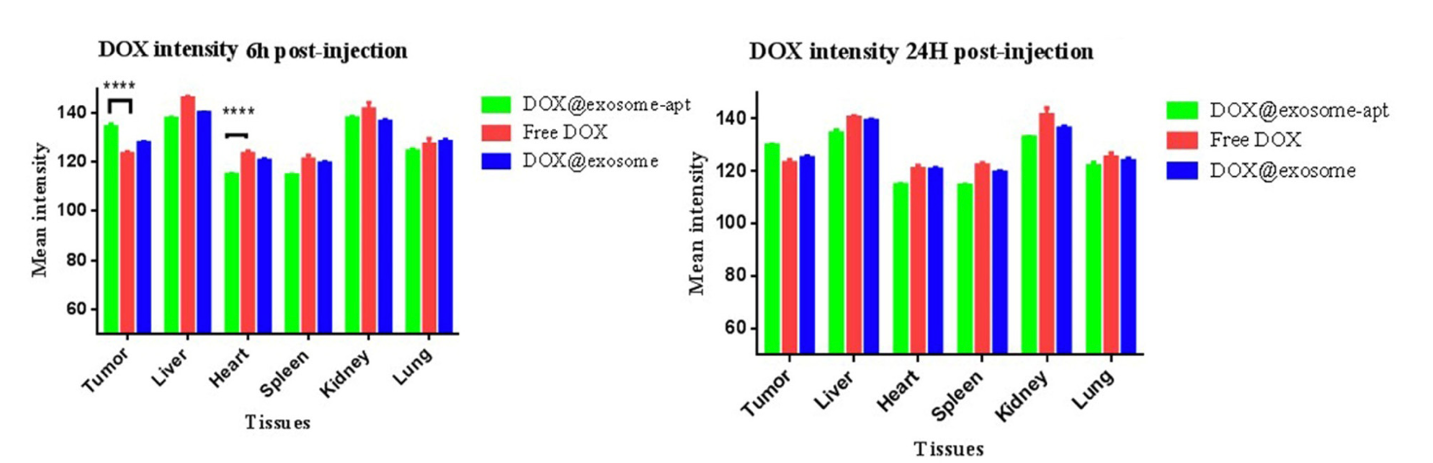 DOX intensity 6h post-injection
****
****
140
120
100
80
60
Mean intensity
Tumor
Liver
Heart
Spleen
Kidney
Lung
Tissues
DOX@exosome-apt
Free DOX
DOX@exosome
DOX intensity 24H post-injection
140
120
100
80
60
Mean intensity
Tumor
Liver
Heart
Spleen
Kidney
Lung
Tissues
DOX@exosome-apt
Free DOX
DOX@exosome